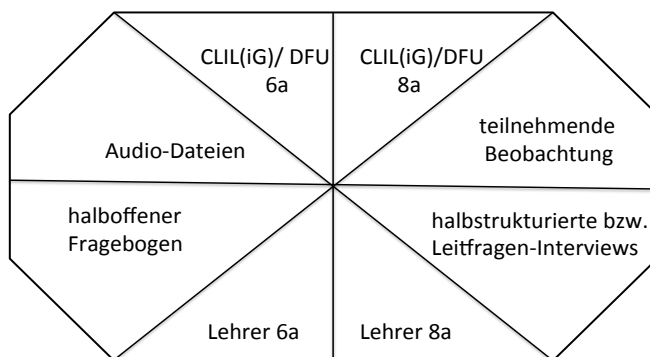 CLIL(iG)/ DFU
6a
CLIL(iG)/DFU
8a
teilnehmende
Beobachtung
Audio-Dateien
halboffener
Fragebogen
halbstrukturierte bzw.
Leitfragen-Interviews
Lehrer 6a
Lehrer 8a